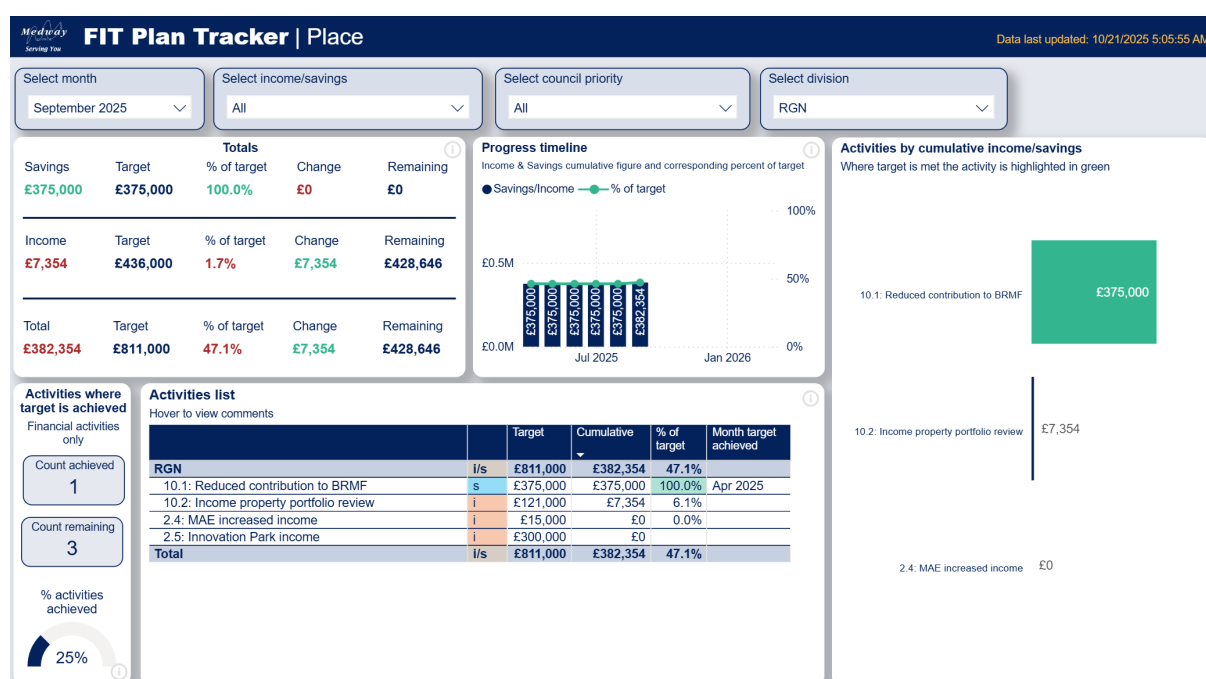 Medway
Serving You
FIT Plan Tracker | Place
Data last updated: 10/21/2025 5:05:55 AM
Select month
September 2025
Select income/savings
All
Select council priority
All
Select division
RGN
Totals
Savings Target % of target Change Remaining
£375,000 £375,000 100.0% £0 £0
Income Target % of target Change Remaining
£7,354 £436,000 1.7% £7,354 £428,646
Total Target % of target Change Remaining
£382,354 £811,000 47.1% £7,354 £428,646
Progress timeline
Income & Savings cumulative figure and corresponding percent of target
Savings/Income % of target
100%
£0.5M
50%
£375,000 £375,000 £375,000 £375,000 £375,000 £382,354
£0.0M 0%
Jul 2025 Jan 2026
Activities by cumulative income/savings
Where target is met the activity is highlighted in green
10.1: Reduced contribution to BRMF £375,000
10.2: Income property portfolio review £7,354
2.4: MAE increased income £0
Activities where
target is achieved
Financial activities
only
Count achieved
1
Count remaining
3
% activities
achieved
25%
Activities list
Hover to view comments
Target Cumulative % of target Month target achieved
RGN i/s £811,000 £382,354 47.1%
10.1: Reduced contribution to BRMF s £375,000 £375,000 100.0% Apr 2025
10.2: Income property portfolio review i £121,000 £7,354 6.1%
2.4: MAE increased income i £15,000 £0 0.0%
2.5: Innovation Park income i £300,000 £0
Total i/s £811,000 £382,354 47.1%